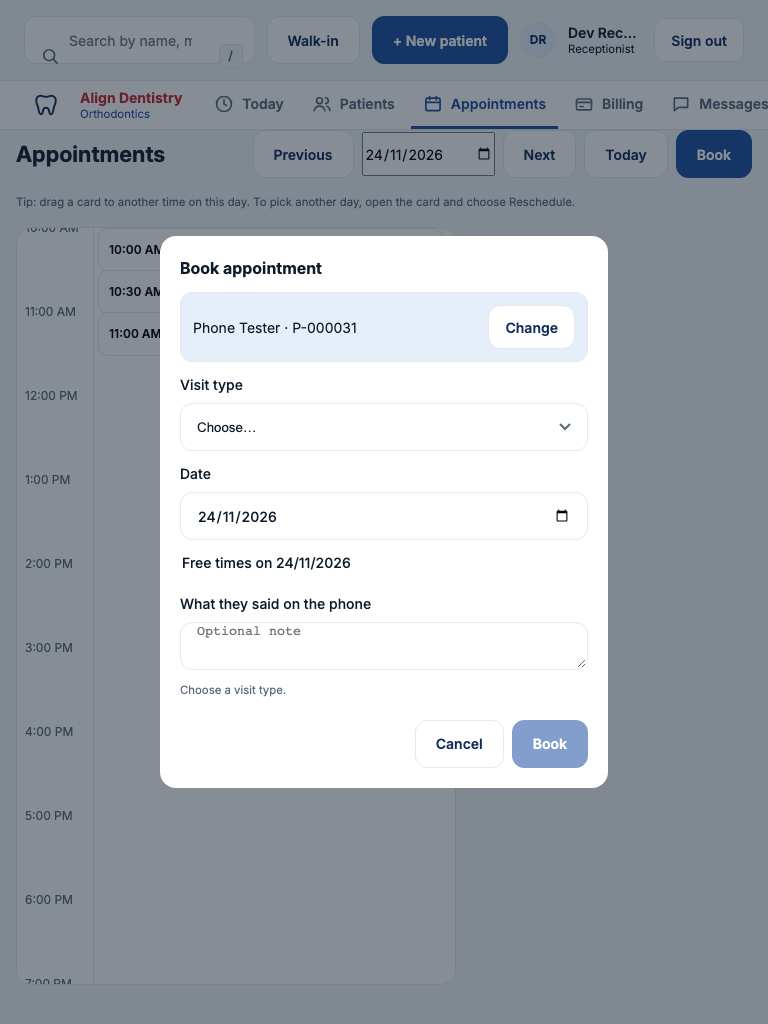 Search by name, m
/
Walk-in
+ New patient
DR
Dev Rec...
Receptionist
Sign out
Align Dentistry
Orthodontics
Today
Patients
Appointments
Billing
Messages
Appointments
Previous
24/11/2026
Next
Today
Book
Tip: drag a card to another time on this day. To pick another day, open the card and choose Reschedule.
10:00 AM
10:00 AM
10:30 AM
11:00 AM
11:00 AM
12:00 PM
1:00 PM
2:00 PM
3:00 PM
4:00 PM
5:00 PM
6:00 PM
7:00 PM
Book appointment
Phone Tester · P-000031
Change
Visit type
Choose...
Date
24/11/2026
Free times on 24/11/2026
What they said on the phone
Optional note
Choose a visit type.
Cancel
Book